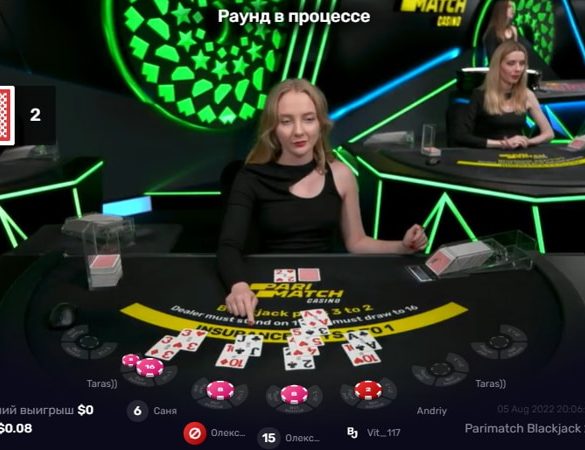 Раунд в процессе
PARI
MATCH
CASINO
2
PARI
MATCH
CASINO
Blackjack pays 3 to 2
Dealer must stand on 17 must draw to 16
INSURANCE PAYS 2 TO 1
Taras))
Taras))
ний выигрыш $0
6 Саня
Andriy
05 Aug 2022 20:06:
$0.08
Олекс...
15 Олекс...
BJ Vit_117
Parimatch Blackjack